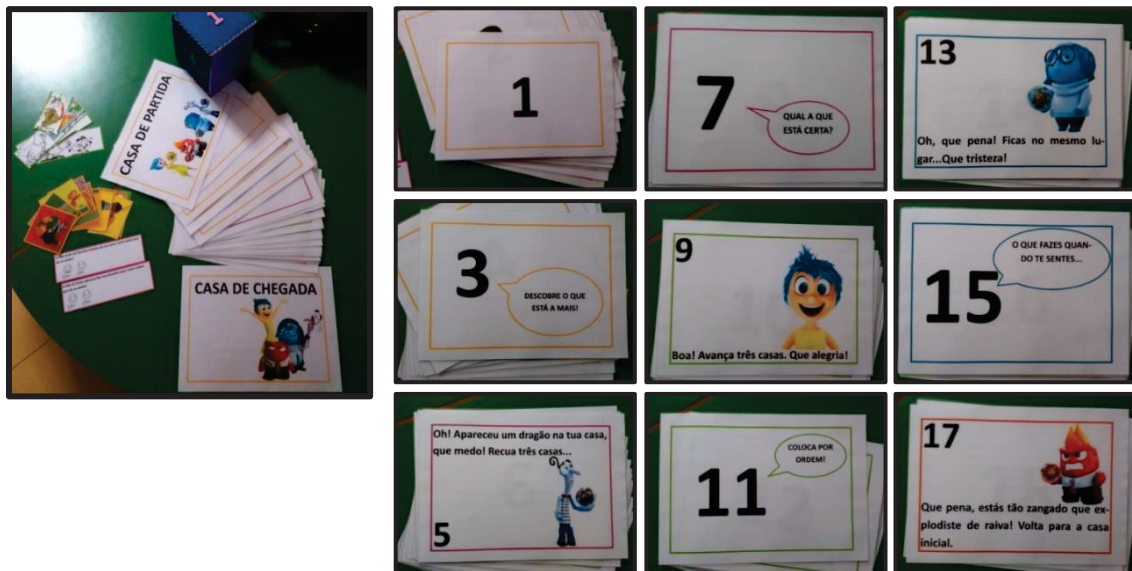 1
CASA DE PARTIDA
CASA DE CHEGADA
1
7
QUAL A QUE
ESTÁ CERTA?
13
Oh, que pena! Ficas no mesmo lu-
gar...Que tristeza!
3
DESCOBRE O QUE
ESTÁ A MAIS!
9
Boa! Avança três casas. Que alegria!
15
O QUE FAZES QUAN-
DO TE SENTES...
Oh! Apareceu um dragão na tua casa,
que medo! Recua três casas...
5
11
COLOCA POR
ORDEM!
17
Que pena, estás tão zangado que ex-
plodiste de raiva! Volta para a casa
inicial.